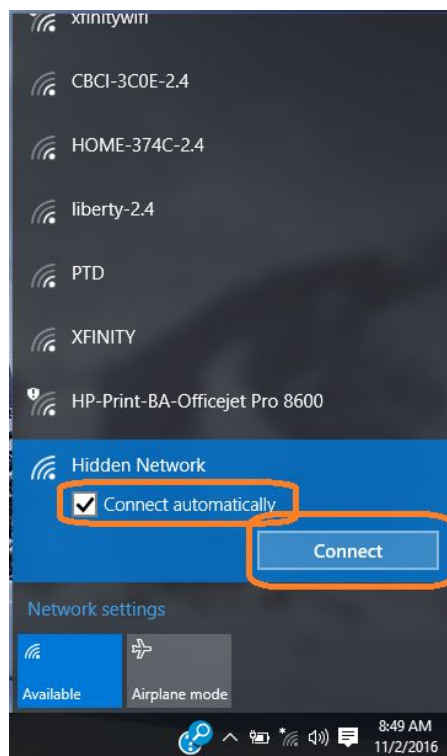 xfinitywifi
CBCI-3C0E-2.4
HOME-374C-2.4
liberty-2.4
PTD
XFINITY
HP-Print-BA-Officejet Pro 8600
Hidden Network
Connect automatically
Connect
Network settings
Available
Airplane mode
8:49 AM
11/2/2016